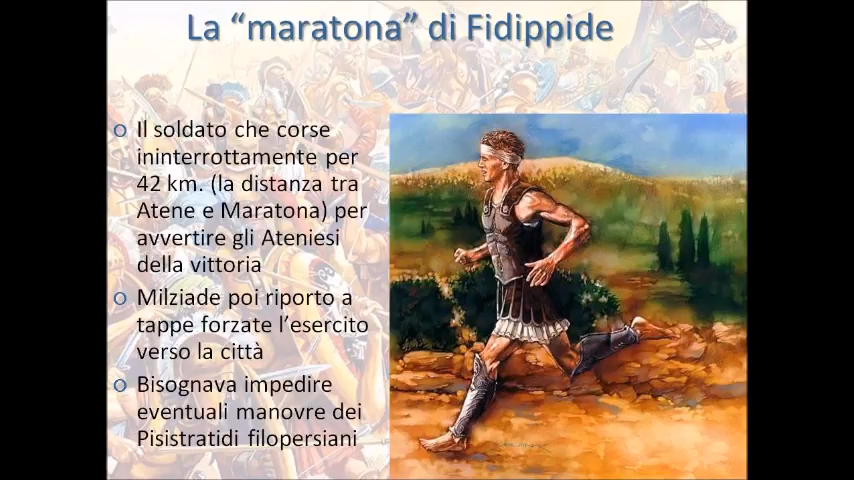 La “maratona” di Fidippide
o Il soldato che corse
ininterrottamente per
42 km. (la distanza tra
Atene e Maratona) per
avvertire gli Ateniesi
della vittoria
o Milziade poi riporto a
tappe forzate l’esercito
verso la città
o Bisognava impedire
eventuali manovre dei
Pisistratidi filopersiani